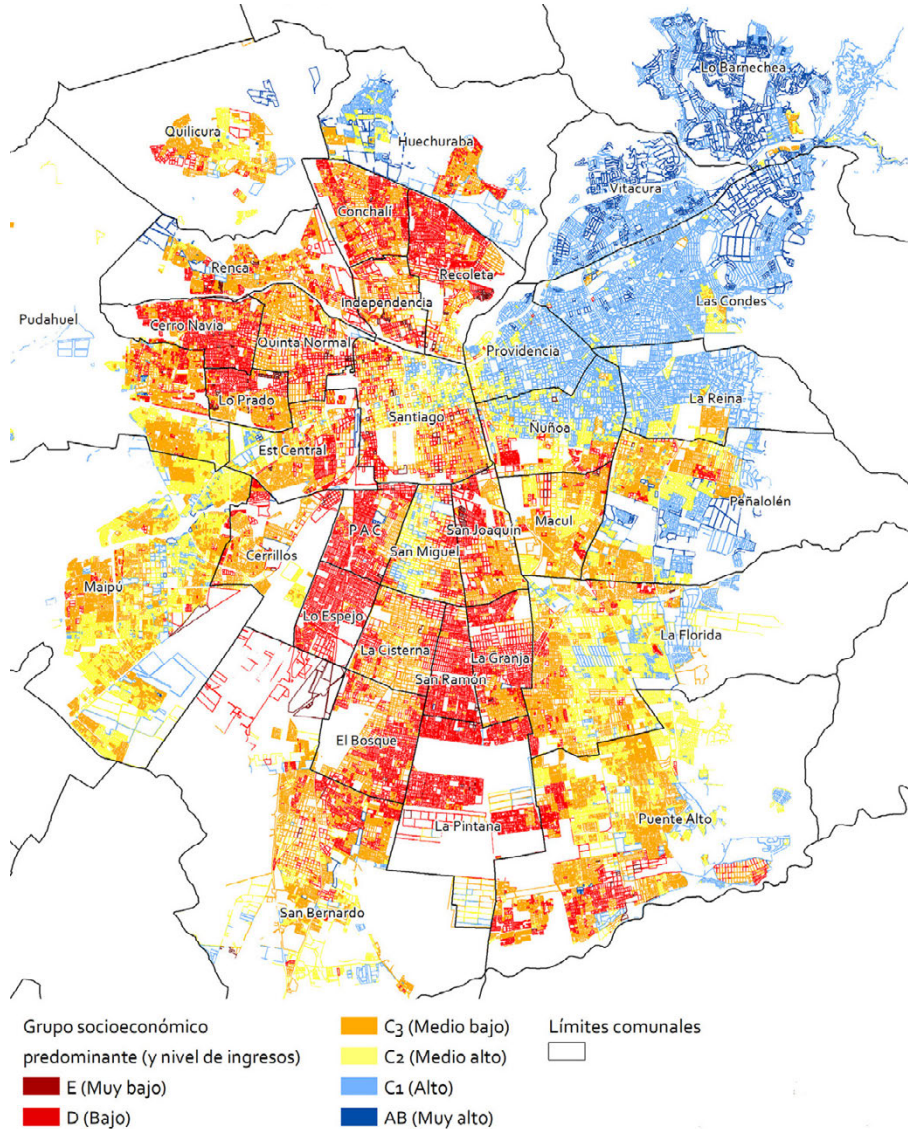 Lo Barnechea
Quilicura
Huechuraba
Vitacura
Conchalí
Renca
Recoleta
Las Condes
Independencia
Pudahuel
Cerro Navia
Quinta Normal
Providencia
Lo Prado
La Reina
Santiago
Ñuñoa
Est Central
Peñalolén
P A C
San Joaquín
Macul
San Miguel
Cerrillos
Maipú
Lo Espejo
La Florida
La Cisterna
La Granja
San Ramón
El Bosque
La Pintana
Puente Alto
San Bernardo
Grupo socioeconómico
predominante (y nivel de ingresos)
E (Muy bajo)
D (Bajo)
C3 (Medio bajo)
C2 (Medio alto)
C1 (Alto)
AB (Muy alto)
Límites comunales